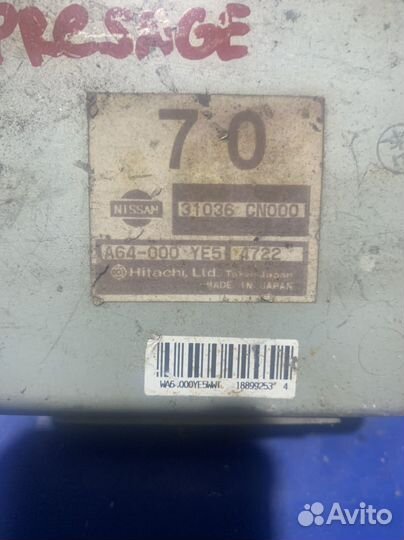 PRESAGE
70
NISSAN
31036 CN000
A64-000 YE5 4722
Hitachi, Ltd. Tokyo Japan
MADE IN JAPAN
WA6.000YE5WWT 18899253* 4
Avito